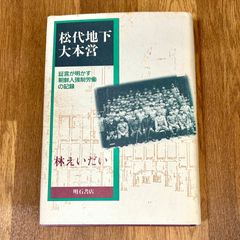 松代地下
大本営
証言が明かす
朝鮮人強制労働
の記録
林えいだい
明石書店